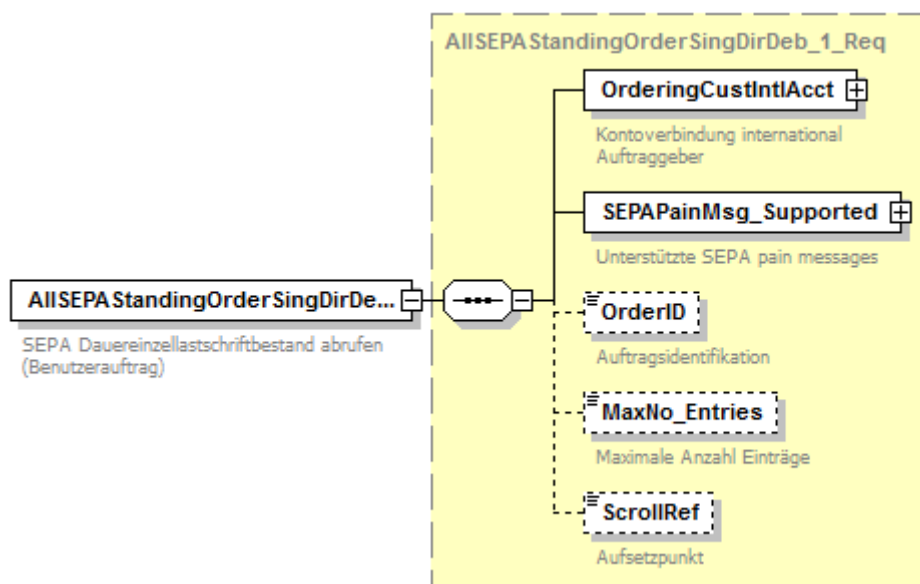 AllSEPAStandingOrderSingDirDeb_1_Req
OrderingCustIntlAcct
Kontoverbindung international
Auftraggeber
SEPAPainMsg_Supported
Unterstützte SEPA pain messages
AllSEPAStandingOrderSingDirDe...
SEPA Dauereinzellastschriftbestand abrufen
(Benutzerauftrag)
OrderID
Auftragsidentifikation
MaxNo_Entries
Maximale Anzahl Einträge
ScrollRef
Aufsetzpunkt